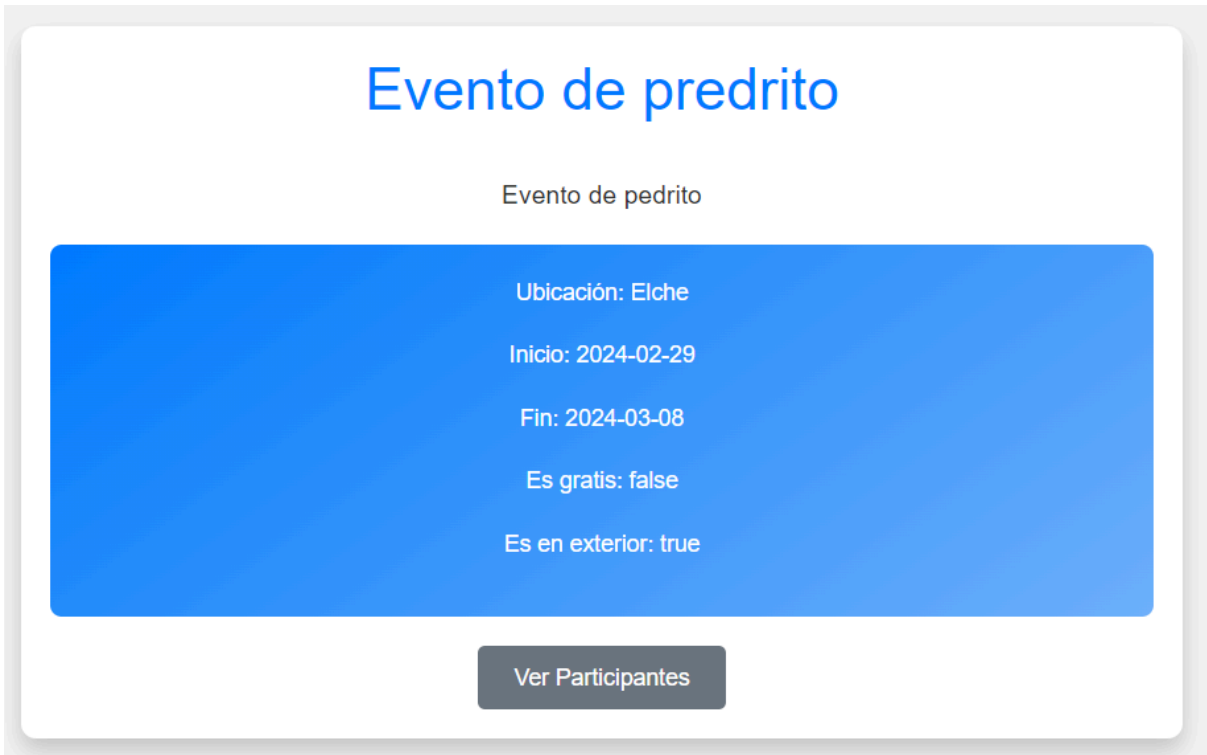 Evento de predrito
Evento de pedrito
Ubicación: Elche
Inicio: 2024-02-29
Fin: 2024-03-08
Es gratis: false
Es en exterior: true
Ver Participantes